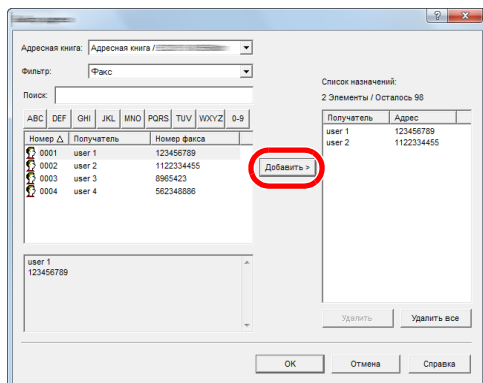 Адресная книга: Адресная книга /
Фильтр: Факс
Поиск:
ABC DEF GHI JKL MNO PQRS TUV WXYZ 0-9
Номер △ Получатель Номер факса
0001 user 1 123456789
0002 user 2 1122334455
0003 user 3 8965423
0004 user 4 562348886
user 1
123456789
Добавить >
Список назначений:
2 Элементы / Осталось 98
Получатель Адрес
user 1 123456789
user 2 1122334455
Удалить Удалить все
OK Отмена Справка